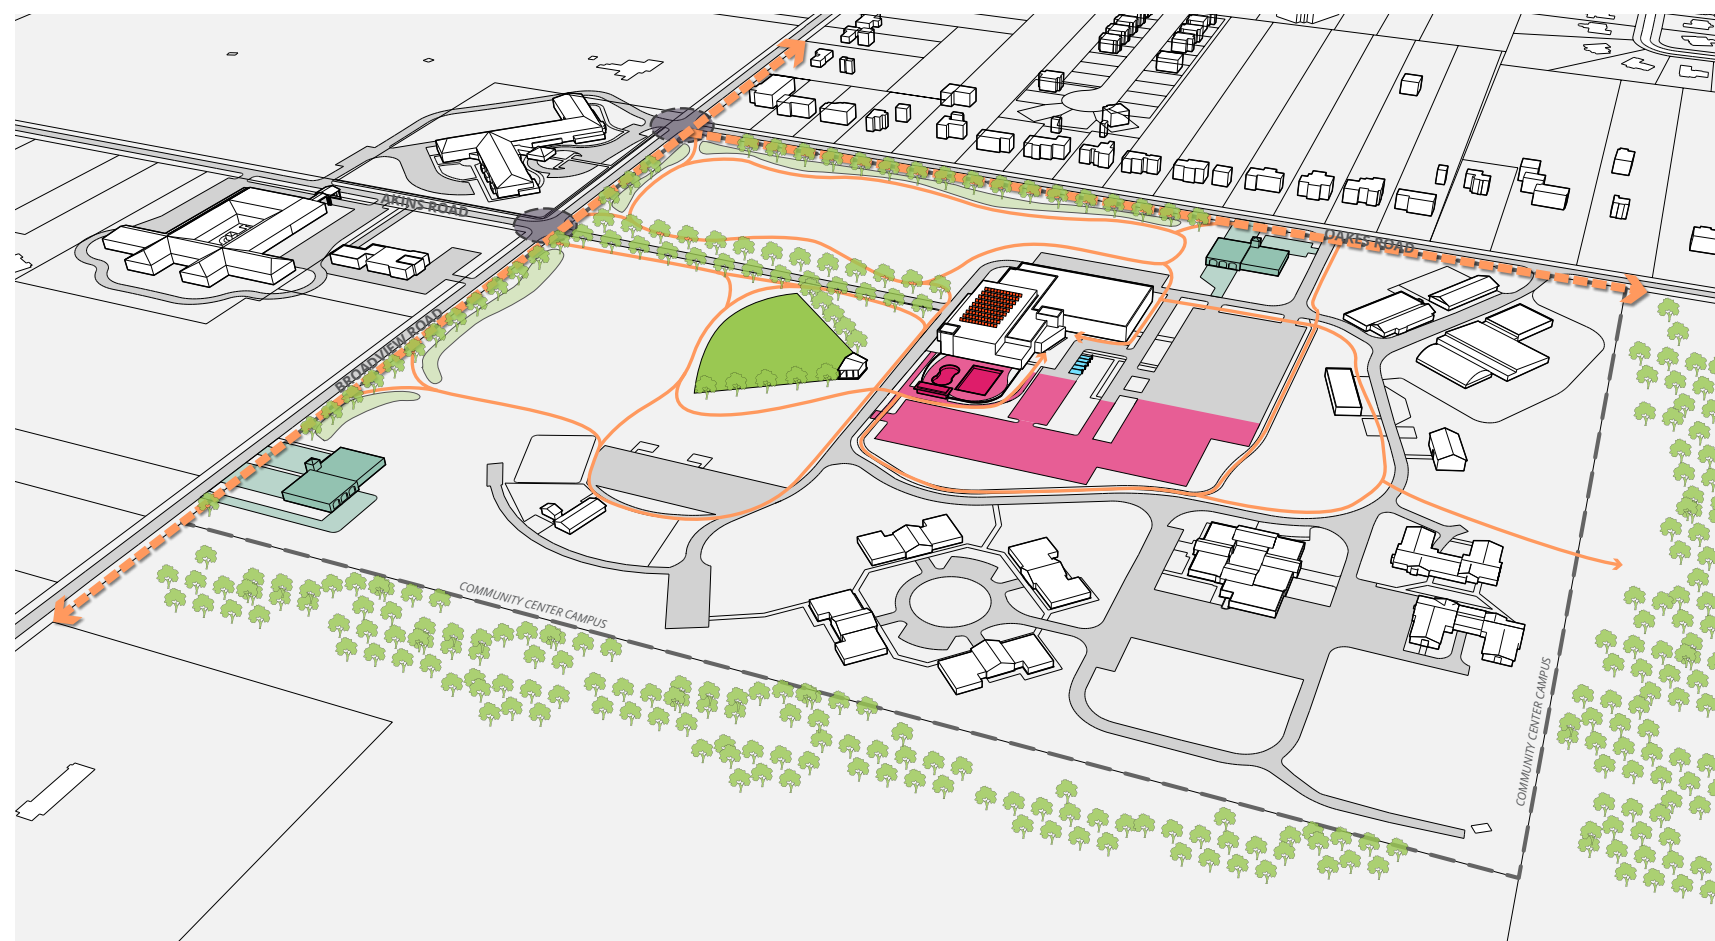 AKINS ROAD
OAKES ROAD
BROADVIEW ROAD
COMMUNITY CENTER CAMPUS
COMMUNITY CENTER CAMPUS